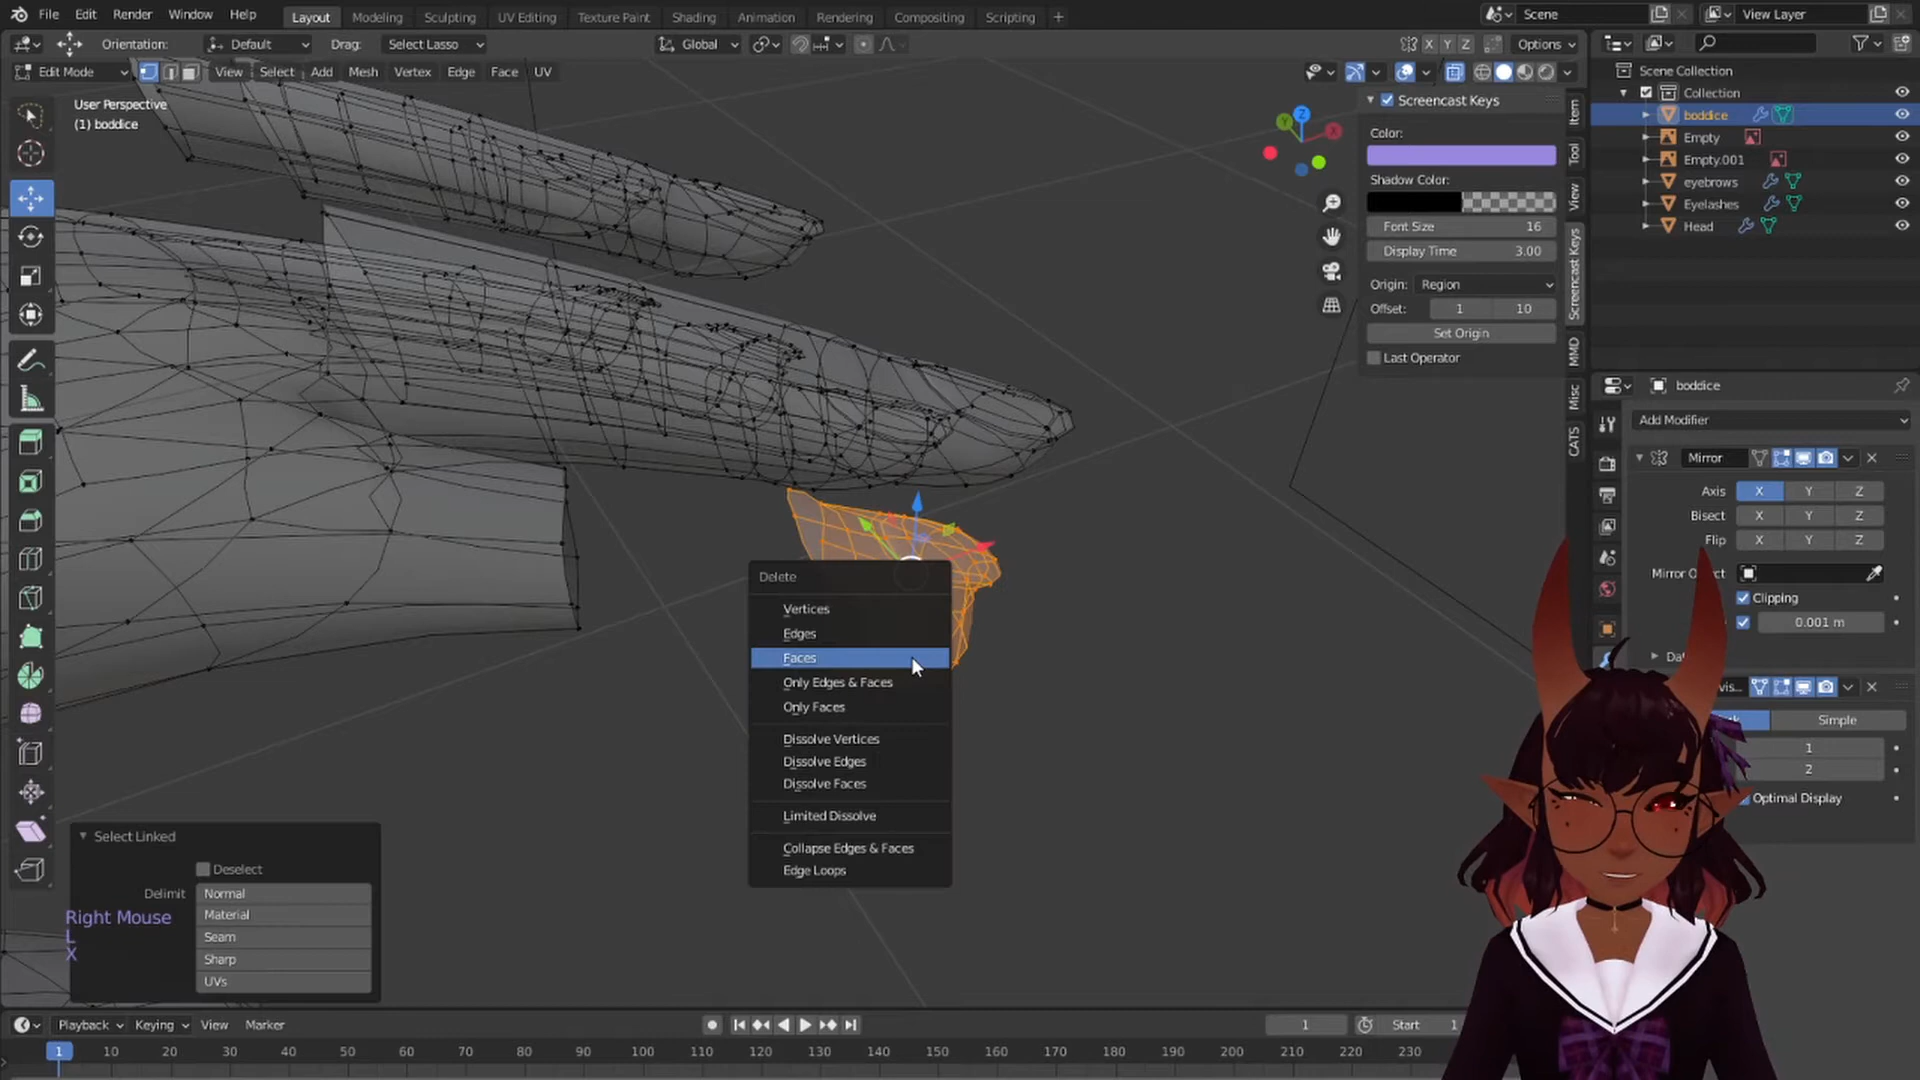 File Edit Render Window Help
Layout Modeling Sculpting UV Editing Texture Paint Shading Animation Rendering Compositing Scripting +
Scene
View Layer
Orientation: Default Drag: Select Lasso
Global
X Y Z Options
Edit Mode View Select Add Mesh Vertex Edge Face UV
User Perspective
(1) boddice
Z
Y
X
Screencast Keys
Color:
Shadow Color:
Font Size 16
Display Time 3.00
Origin: Region
Offset: 1 10
Set Origin
Last Operator
Item
Tool
View
Screencast Keys
MMD
Misc
CATS
Scene Collection
Collection
boddice
Empty
Empty.001
eyebrows
Eyelashes
Head
boddice
Add Modifier
Mirror
Axis X Y Z
Bisect X Y Z
Flip X Y Z
Clipping
0.001 m
Simple
1
2
Optimal Display
Delete
Vertices
Edges
Faces
Only Edges & Faces
Only Faces
Dissolve Vertices
Dissolve Edges
Dissolve Faces
Limited Dissolve
Collapse Edges & Faces
Edge Loops
Select Linked
Deselect
Delimit Normal
Material
Seam
Sharp
UVs
Right Mouse
L
X
Playback Keying View Marker
1 Start 1
1 10 20 30 40 50 60 70 80 90 100 110 120 130 140 150 160 170 180 190 200 210 220 230